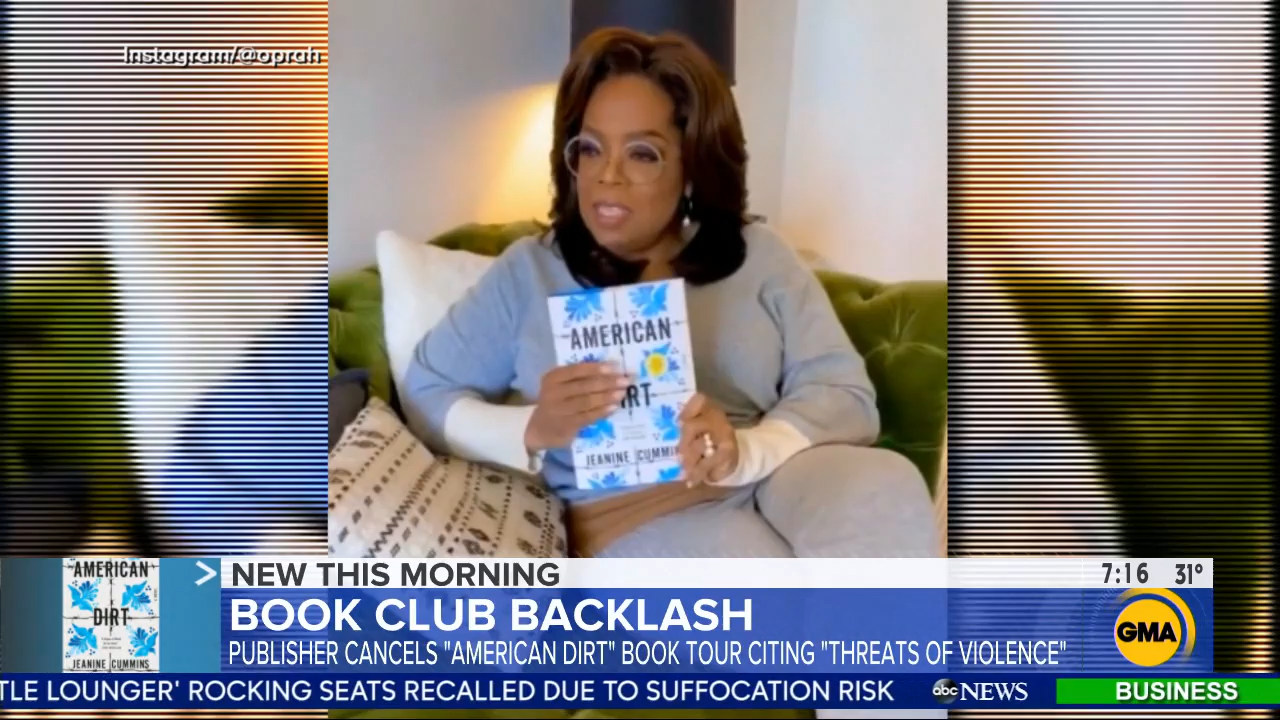 Instagram/@oprah
AMERICAN
JEANINE
AMERICAN
DIRT
JEANINE CUMMINS
NEW THIS MORNING
7:16 31°
BOOK CLUB BACKLASH
PUBLISHER CANCELS "AMERICAN DIRT" BOOK TOUR CITING "THREATS OF VIOLENCE"
GMA
TLE LOUNGER' ROCKING SEATS RECALLED DUE TO SUFFOCATION RISK
abc NEWS
BUSINESS